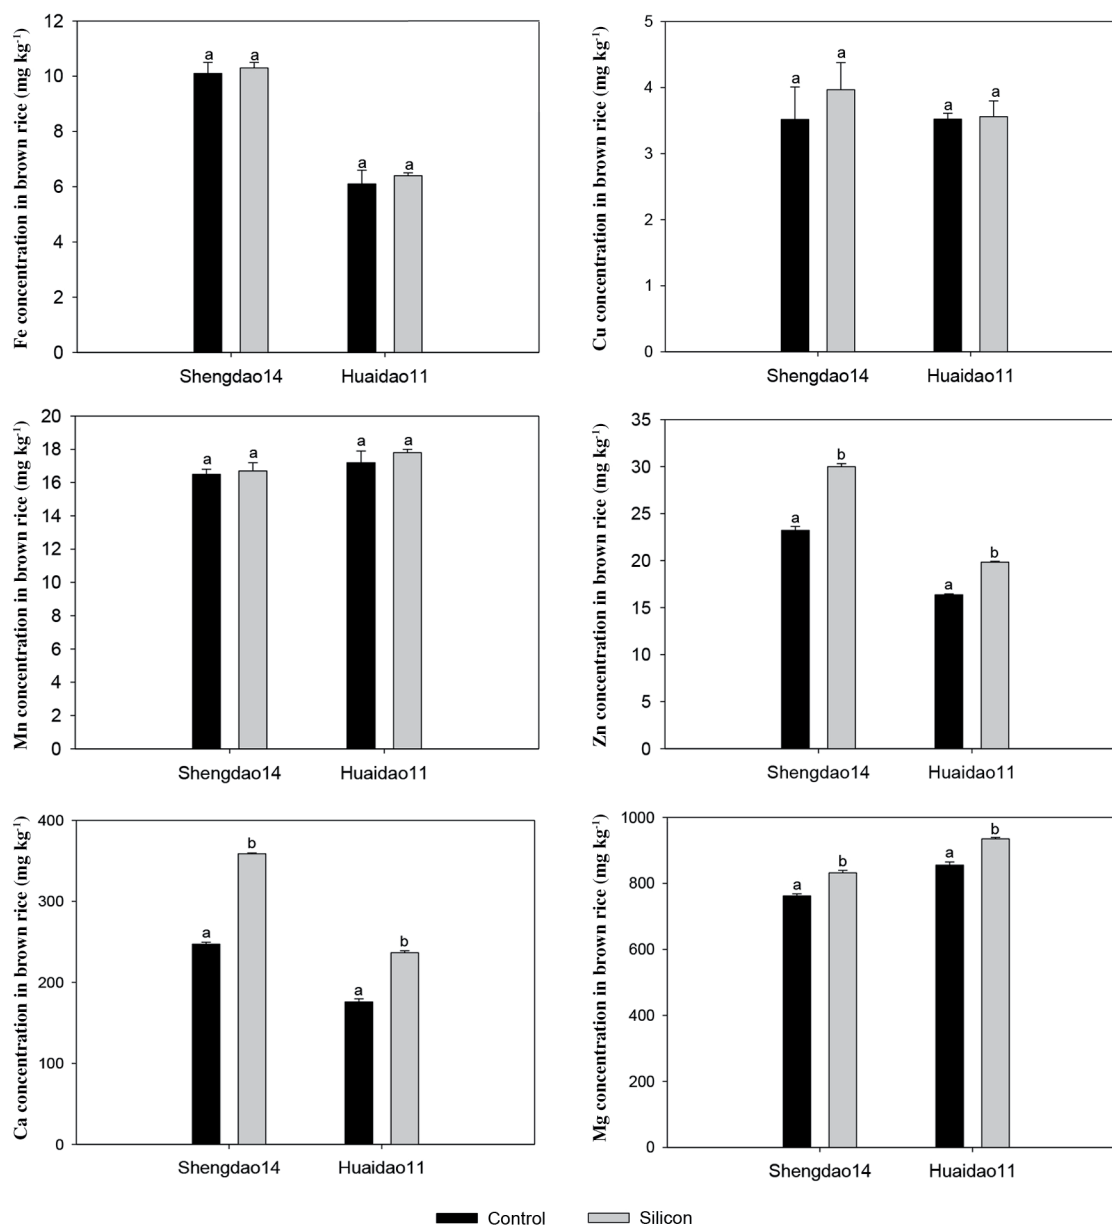 Fe concentration in brown rice (mg kg-1)
12
10
8
6
4
2
0
a
a
a
a
Shengdao14
Huaidao11
Cu concentration in brown rice (mg kg-1)
5
4
3
2
1
0
a
a
a
a
Shengdao14
Huaidao11
Mn concentration in brown rice (mg kg-1)
20
18
16
14
12
10
8
6
4
2
0
a
a
a
a
Shengdao14
Huaidao11
Zn concentration in brown rice (mg kg-1)
35
30
25
20
15
10
5
0
a
b
a
b
Shengdao14
Huaidao11
Ca concentration in brown rice (mg kg-1)
400
300
200
100
0
a
b
a
b
Shengdao14
Huaidao11
Mg concentration in brown rice (mg kg-1)
1000
800
600
400
200
0
a
b
a
b
Shengdao14
Huaidao11
Control
Silicon